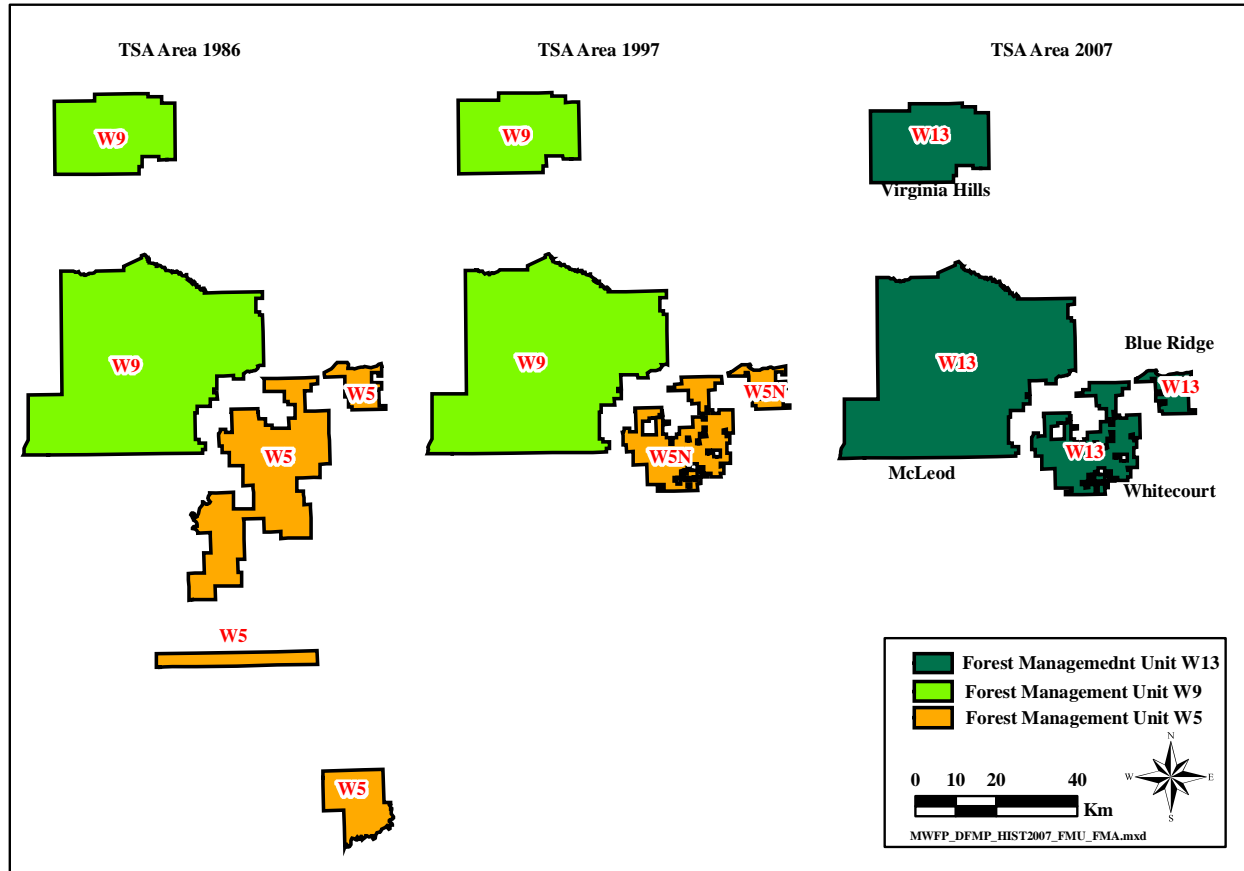 TSA Area 1986
TSA Area 1997
TSA Area 2007
W9
W9
W13
Virginia Hills
W9
W9
W13
Blue Ridge
W5
W5N
W13
W5
W5N
W13
McLeod
Whitecourt
W5
W5
Forest Managemednt Unit W13
Forest Management Unit W9
Forest Management Unit W5
N
W
E
S
0 10 20 40
Km
MWFP_DFMP_HIST2007_FMU_FMA.mxd